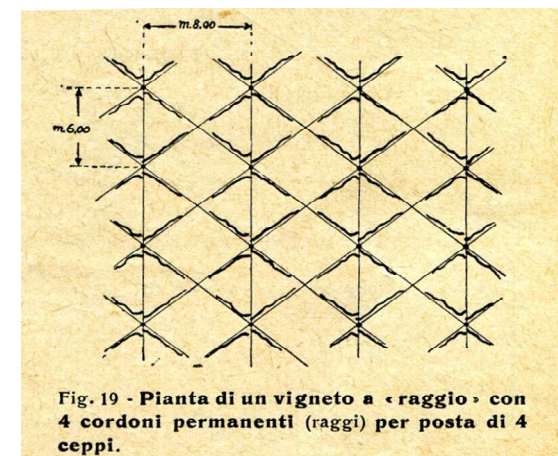 m.8.00
m.6,00
Fig. 19 - Pianta di un vigneto a « raggio » con
4 cordoni permanenti (raggi) per posta di 4
ceppi.